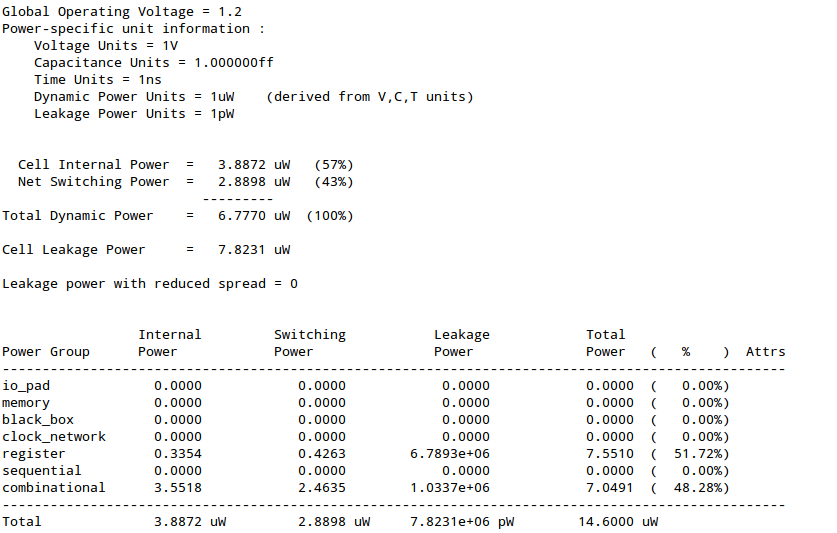 Global Operating Voltage = 1.2
Power-specific unit information :
    Voltage Units = 1V
    Capacitance Units = 1.000000ff
    Time Units = 1ns
    Dynamic Power Units = 1uW    (derived from V,C,T units)
    Leakage Power Units = 1pW
  Cell Internal Power  =   3.8872 uW   (57%)
  Net Switching Power  =   2.8898 uW   (43%)
                         ---------
Total Dynamic Power    =   6.7770 uW  (100%)
Cell Leakage Power     =   7.8231 uW
Leakage power with reduced spread = 0
                 Internal         Switching           Leakage            Total
Power Group      Power            Power               Power              Power   (   %    )  Attrs
--------------------------------------------------------------------------------------------------
io_pad             0.0000            0.0000            0.0000            0.0000  (   0.00%)
memory             0.0000            0.0000            0.0000            0.0000  (   0.00%)
black_box          0.0000            0.0000            0.0000            0.0000  (   0.00%)
clock_network      0.0000            0.0000            0.0000            0.0000  (   0.00%)
register           0.3354            0.4263        6.7893e+06            7.5510  (  51.72%)
sequential         0.0000            0.0000            0.0000            0.0000  (   0.00%)
combinational      3.5518            2.4635        1.0337e+06            7.0491  (  48.28%)
--------------------------------------------------------------------------------------------------
Total              3.8872 uW         2.8898 uW     7.8231e+06 pW        14.6000 uW